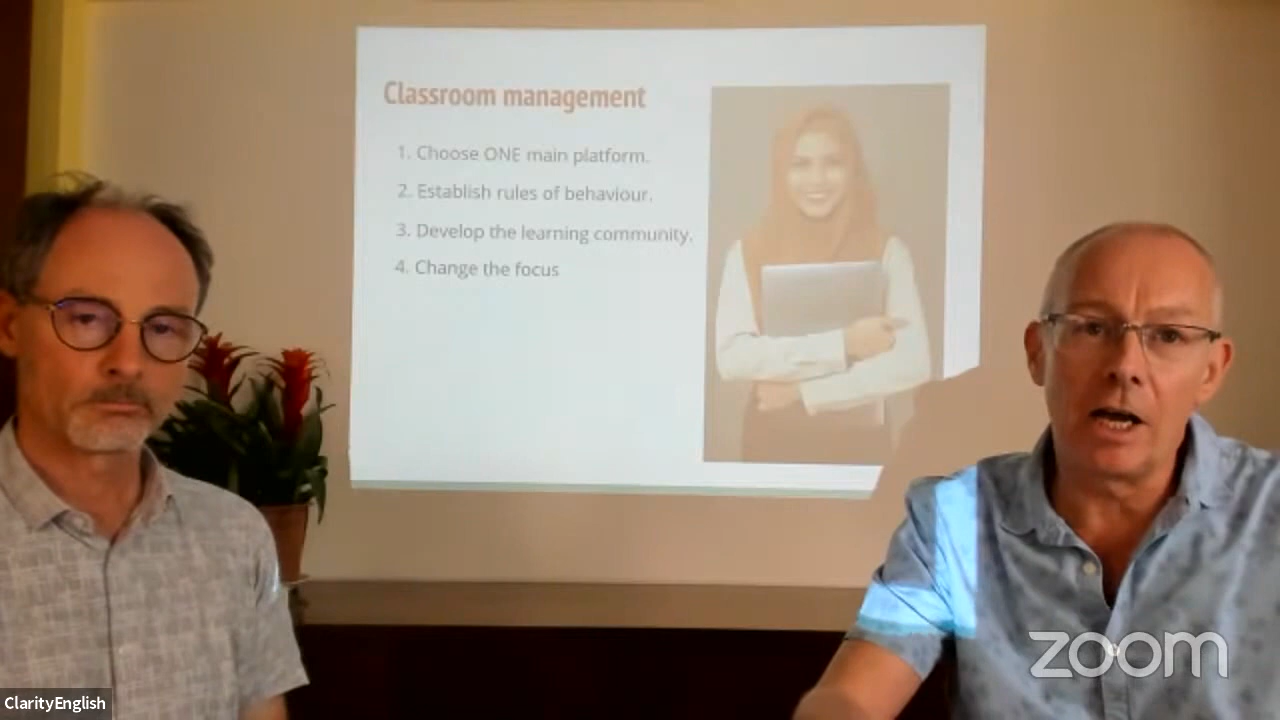 Classroom management
1. Choose ONE main platform.
2. Establish rules of behaviour.
3. Develop the learning community.
4. Change the focus
zoom
ClarityEnglish